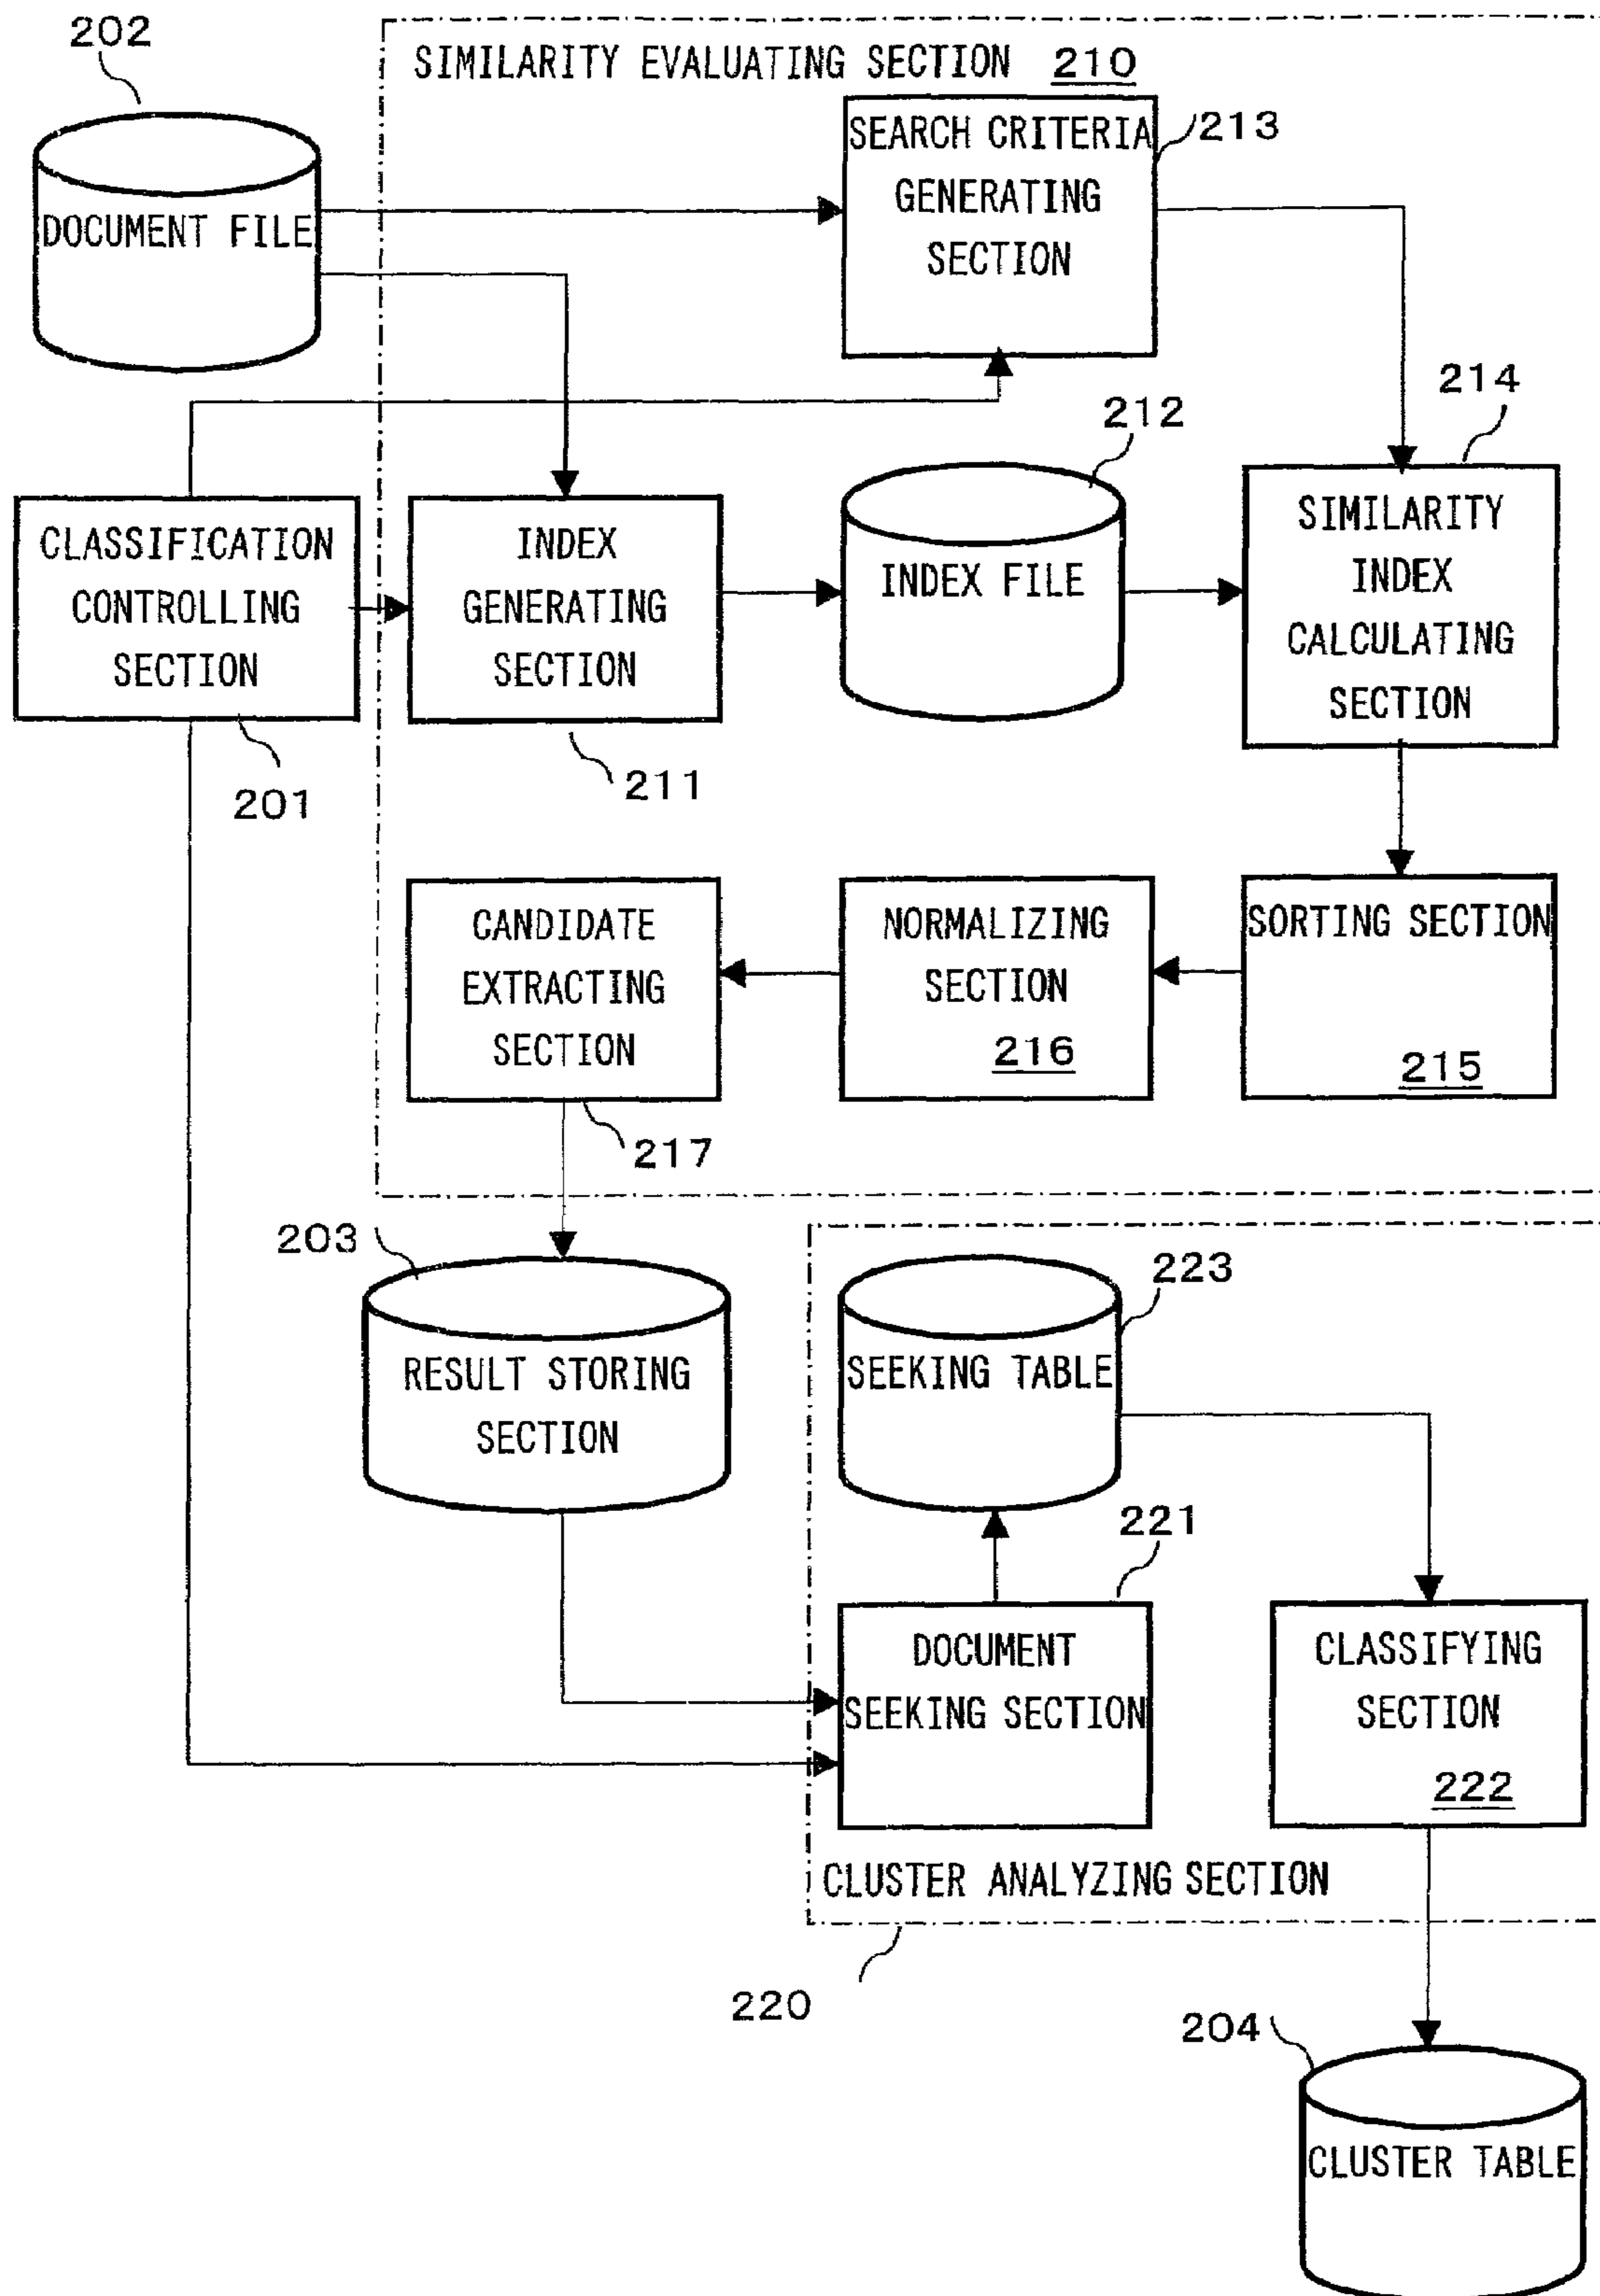 202
SIMILARITY EVALUATING SECTION 210
SEARCH CRITERIA
GENERATING
SECTION
213
DOCUMENT FILE
214
212
CLASSIFICATION
CONTROLLING
SECTION
201
INDEX
GENERATING
SECTION
211
INDEX FILE
SIMILARITY
INDEX
CALCULATING
SECTION
CANDIDATE
EXTRACTING
SECTION
217
NORMALIZING
SECTION
216
SORTING SECTION
215
203
RESULT STORING
SECTION
223
SEEKING TABLE
221
DOCUMENT
SEEKING SECTION
CLASSIFYING
SECTION
222
CLUSTER ANALYZING SECTION
220
204
CLUSTER TABLE